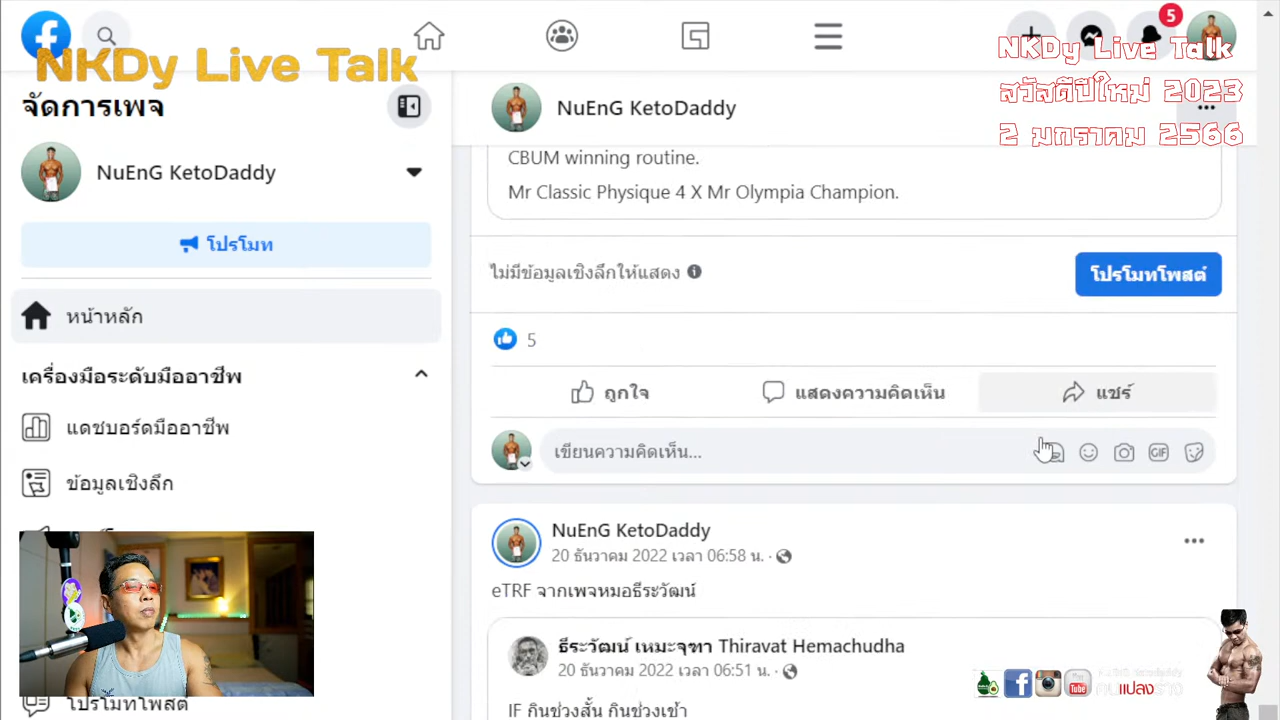 NKDy Live Talk
NKDy Live Talk
สวัสดีปีใหม่ 2023
2 มกราคม 2566
5
จัดการเพจ
NuEnG KetoDaddy
โปรโมท
หน้าหลัก
เครื่องมือระดับมืออาชีพ
แดชบอร์ดมืออาชีพ
ข้อมูลเชิงลึก
โปรโมทโพสต์
NuEnG KetoDaddy
CBUM winning routine.
Mr Classic Physique 4 X Mr Olympia Champion.
ไม่มีข้อมูลเชิงลึกให้แสดง
โปรโมทโพสต์
5
ถูกใจ
แสดงความคิดเห็น
แชร์
เขียนความคิดเห็น...
GIF
NuEnG KetoDaddy
20 ธันวาคม 2022 เวลา 06:58 น. ·
eTRF จากเพจหมอธีระวัฒน์
ธีระวัฒน์ เหมะจุฑา Thiravat Hemachudha
20 ธันวาคม 2022 เวลา 06:51 น. ·
IF กินช่วงสั้น กินช่วงเช้า